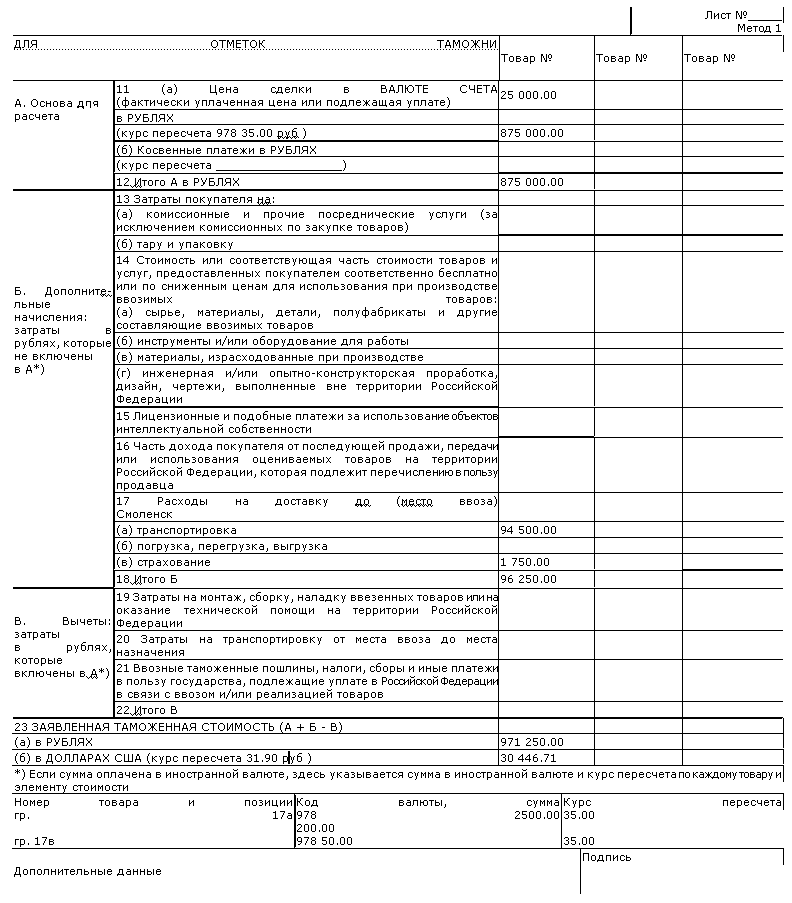 Лист №_____
Метод 1
ДЛЯ ОТМЕТОК ТАМОЖНИ
Товар № Товар № Товар №
А. Основа для расчета
11 (а) Цена сделки в ВАЛЮТЕ СЧЕТА
(фактически уплаченная цена или подлежащая уплате)
25 000.00
в РУБЛЯХ
(курс пересчета 978 35.00 руб )
875 000.00
(б) Косвенные платежи в РУБЛЯХ
(курс пересчета __________________)
12 Итого А в РУБЛЯХ
875 000.00
Б. Дополните-
льные
начисления:
затраты в
рублях, которые
не включены
в А*)
13 Затраты покупателя на:
(а) комиссионные и прочие посреднические услуги (за
исключением комиссионных по закупке товаров)
(б) тару и упаковку
14 Стоимость или соответствующая часть стоимости товаров и
услуг, предоставленных покупателем соответственно бесплатно
или по сниженным ценам для использования при производстве
ввозимых товаров:
(а) сырье, материалы, детали, полуфабрикаты и другие
составляющие ввозимых товаров
(б) инструменты и/или оборудование для работы
(в) материалы, израсходованные при производстве
(г) инженерная и/или опытно-конструкторская проработка,
дизайн, чертежи, выполненные вне территории Российской
Федерации
15 Лицензионные и подобные платежи за использование объектов
интеллектуальной собственности
16 Часть дохода покупателя от последующей продажи, передачи
или использования оцениваемых товаров на территории
Российской Федерации, которая подлежит перечислению в пользу
продавца
17 Расходы на доставку до (место ввоза)
Смоленск
(а) транспортировка
94 500.00
(б) погрузка, перегрузка, выгрузка
(в) страхование
1 750.00
18 Итого Б
96 250.00
В. Вычеты:
затраты
в рублях,
которые
включены в А*)
19 Затраты на монтаж, сборку, наладку ввезенных товаров или на
оказание технической помощи на территории Российской
Федерации
20 Затраты на транспортировку от места ввоза до места
назначения
21 Ввозные таможенные пошлины, налоги, сборы и иные платежи
в пользу государства, подлежащие уплате в Российской Федерации
в связи с ввозом и/или реализацией товаров
22 Итого В
23 ЗАЯВЛЕННАЯ ТАМОЖЕННАЯ СТОИМОСТЬ (А + Б - В)
(а) в РУБЛЯХ
971 250.00
(б) в ДОЛЛАРАХ США (курс пересчета 31.90 руб )
30 446.71
*) Если сумма оплачена в иностранной валюте, здесь указывается сумма в иностранной валюте и курс пересчета по каждому товару и
элементу стоимости
Номер товара и позиции Код валюты, сумма Курс пересчета
гр. 17а 978 2500.00 35.00
200.00
гр. 17в 978 50.00 35.00
Подпись
Дополнительные данные